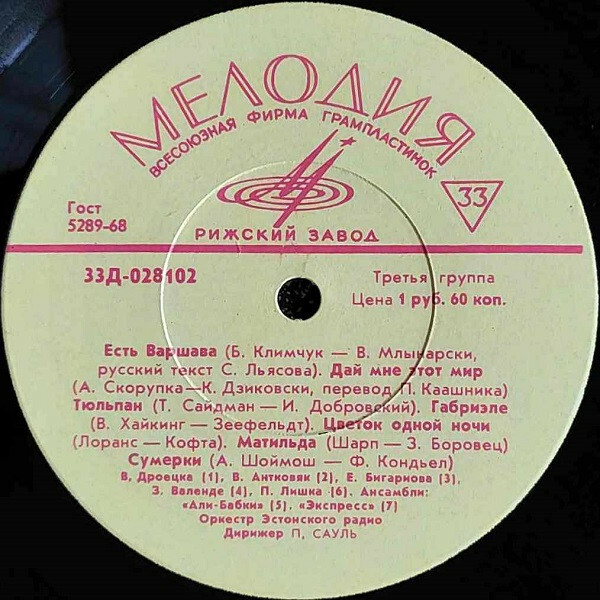 МЕЛОДИЯ
ВСЕСОЮЗНАЯ ФИРМА ГРАМПЛАСТИНОК
33
Гост
5289-68
РИЖСКИЙ ЗАВОД
33Д-028102
Третья группа
Цена 1 руб. 60 коп.
Есть Варшава (Б. Климчук — В. Млынарски,
русский текст С. Льясова). Дай мне этот мир
(А. Скорупка—К. Дзиковски, перевод П. Каашника)
Тюльпан (Т. Сайдман — И. Добровский). Габриэле
(В. Хайкинг — Зеефельдт). Цветок одной ночи
(Лоранс — Кофта). Матильда (Шарп — З. Боровец)
Сумерки (А. Шоймош — Ф. Кондьел)
В. Дроецка (1), В. Антковяк (2), Е. Бигариова (3),
З. Валенде (4), П. Лишка (6). Ансамбли:
«Али-Бабки» (5), «Экспресс» (7)
Оркестр Эстонского радио
Дирижер П, САУЛЬ